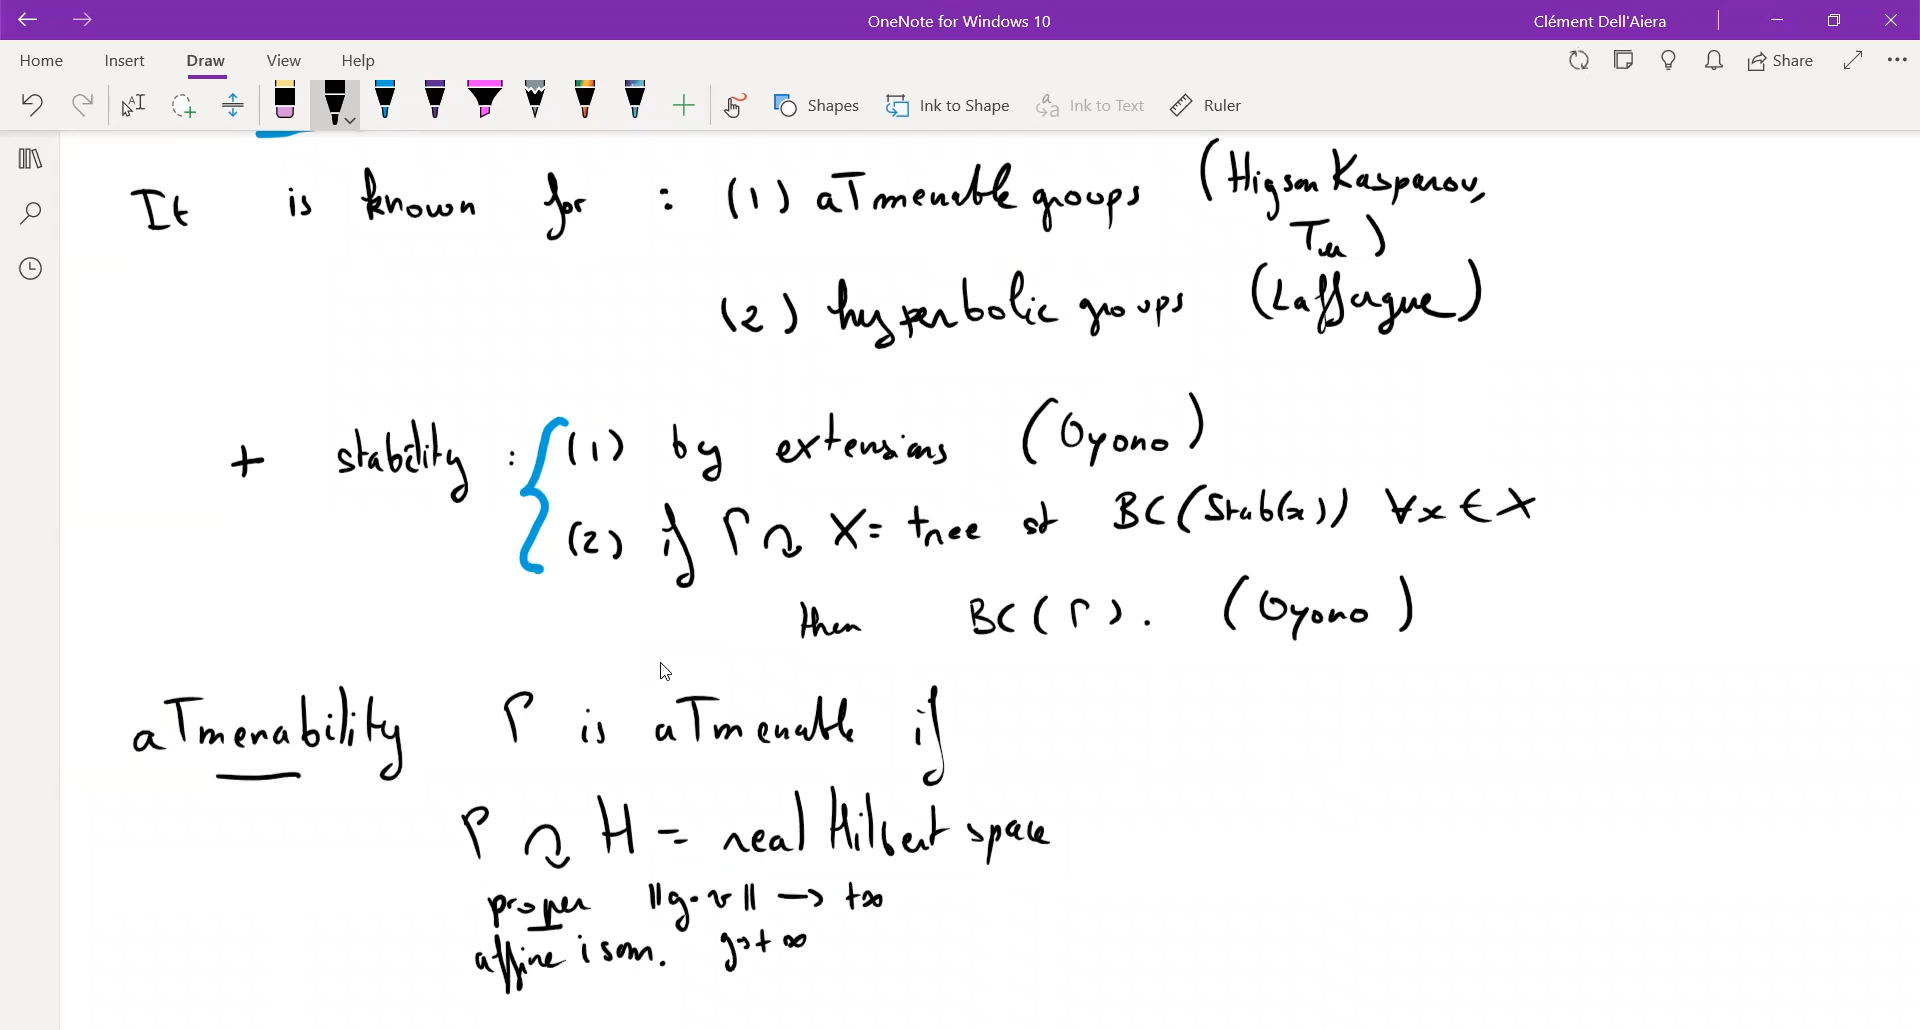 OneNote for Windows 10
Clément Dell'Aiera
Home Insert Draw View Help
Share
Shapes Ink to Shape Ink to Text Ruler
It is known for : (1) aTmenable groups (Higson Kasparov,
Tu)
(2) hyperbolic groups (Lafforgue)
+ stability : (1) by extensions (Oyono)
(2) if Γ ↷ X = tree st BC(Stab(x)) ∀x ∈ X
then BC(Γ). (Oyono)
aTmenability Γ is aTmenable if
Γ ↷ H = real Hilbert space
proper ||g·v|| → +∞
affine isom. g→+∞